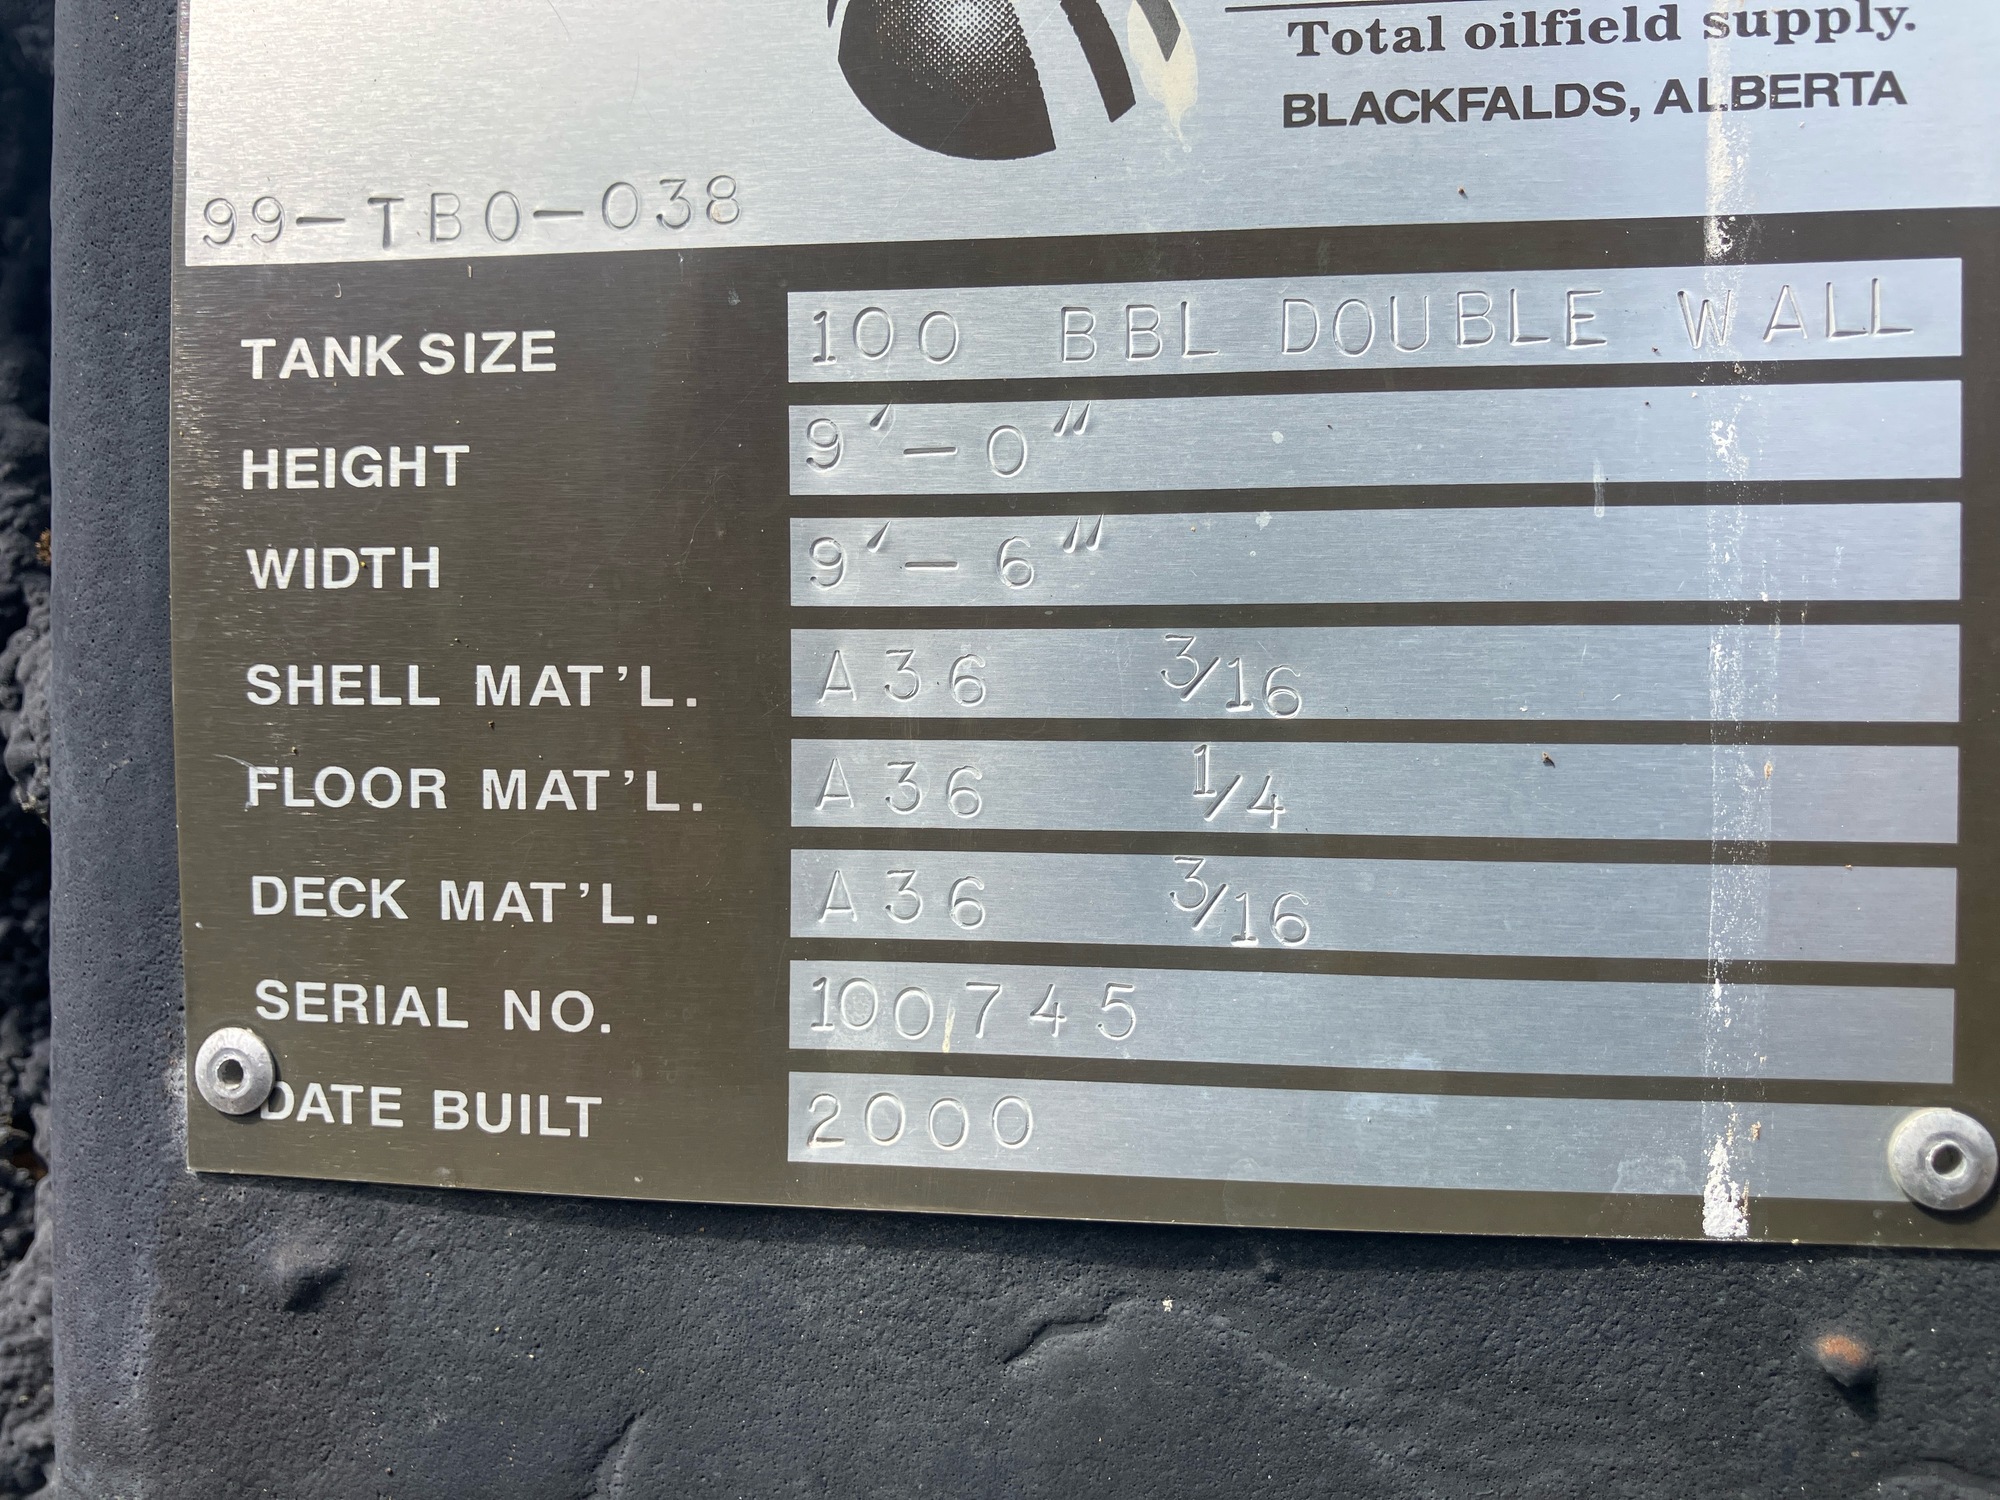 Total oilfield supply.
BLACKFALDS, ALBERTA
99-TB0-038
TANK SIZE 100 BBL DOUBLE WALL
HEIGHT 9'-0"
WIDTH 9'-6"
SHELL MAT'L. A36 3/16
FLOOR MAT'L. A36 1/4
DECK MAT'L. A36 3/16
SERIAL NO. 100745
DATE BUILT 2000